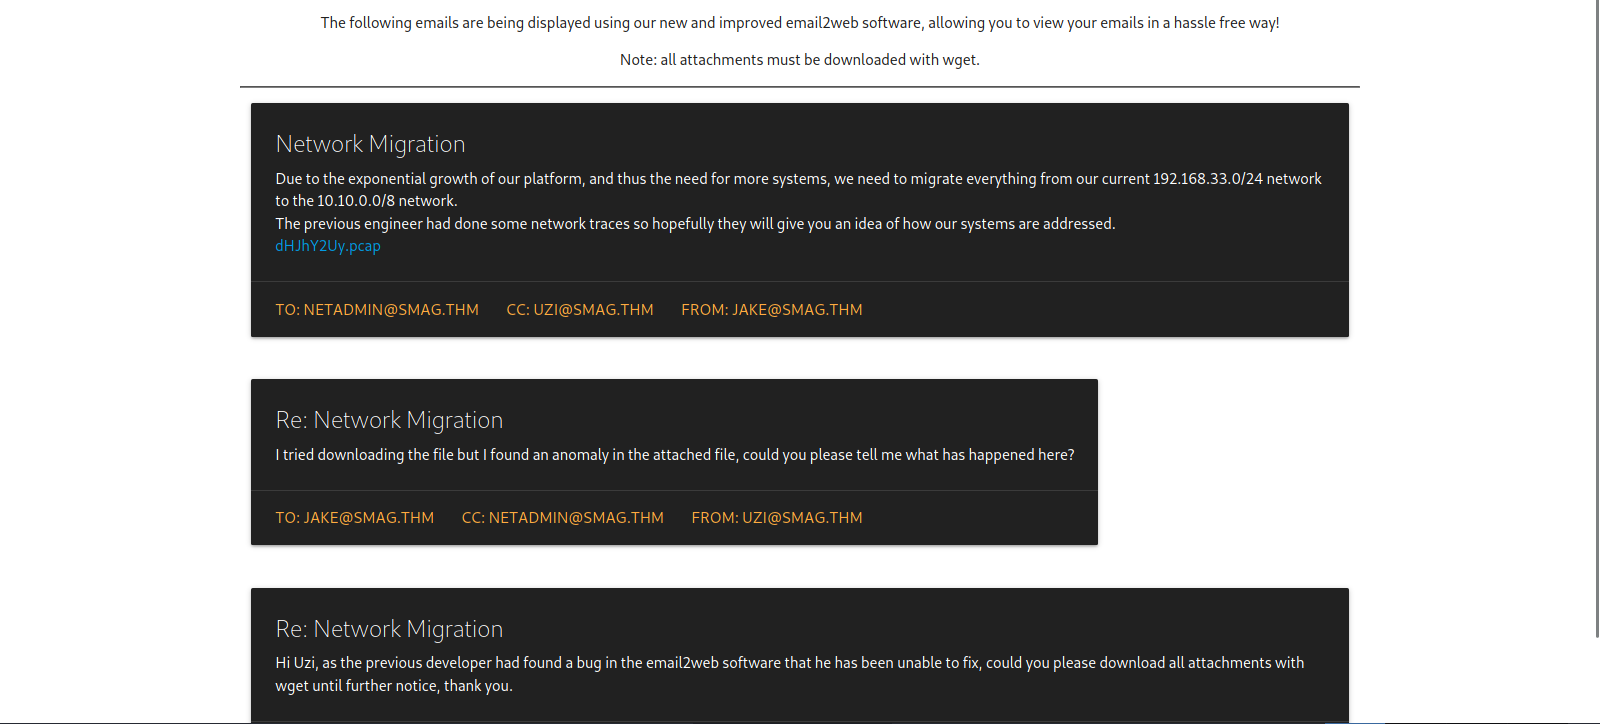 The following emails are being displayed using our new and improved email2web software, allowing you to view your emails in a hassle free way!
Note: all attachments must be downloaded with wget.
Network Migration
Due to the exponential growth of our platform, and thus the need for more systems, we need to migrate everything from our current 192.168.33.0/24 network
to the 10.10.0.0/8 network.
The previous engineer had done some network traces so hopefully they will give you an idea of how our systems are addressed.
dHJhY2Uy.pcap
TO: NETADMIN@SMAG.THM CC: UZI@SMAG.THM FROM: JAKE@SMAG.THM
Re: Network Migration
I tried downloading the file but I found an anomaly in the attached file, could you please tell me what has happened here?
TO: JAKE@SMAG.THM CC: NETADMIN@SMAG.THM FROM: UZI@SMAG.THM
Re: Network Migration
Hi Uzi, as the previous developer had found a bug in the email2web software that he has been unable to fix, could you please download all attachments with
wget until further notice, thank you.